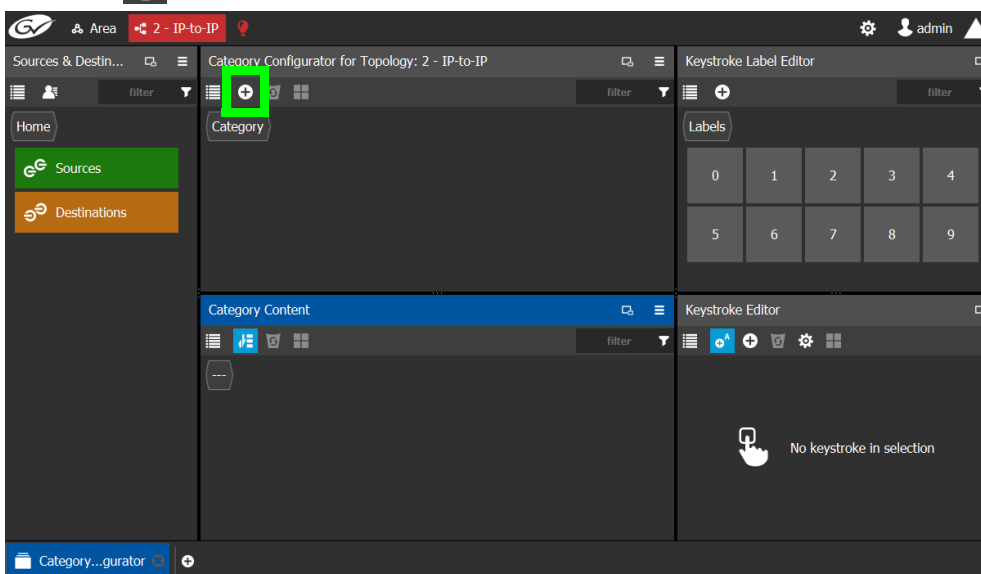 GV Area 2 - IP-to-IP admin
Sources & Destin...
filter
Home
Sources
Destinations
Category Configurator for Topology: 2 - IP-to-IP
filter
Category
Category Content
filter
---
Keystroke Label Editor
filter
Labels
0 1 2 3 4
5 6 7 8 9
Keystroke Editor
No keystroke in selection
Category...gurator